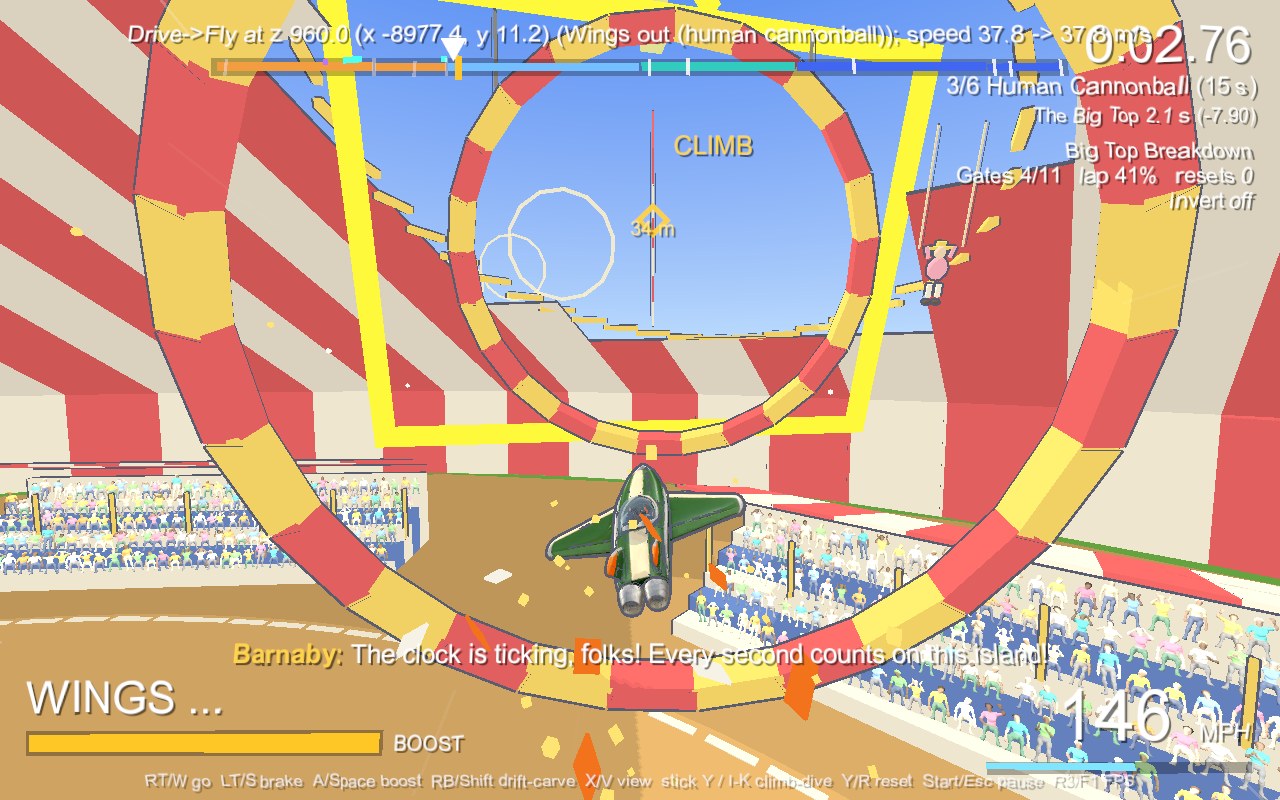 Drive->Fly at z 960.0 (x -8977.4, y 11.2) (Wings out (human cannonball)); speed 37.8 -> 37.8 m/s
0:02.76
3/6 Human Cannonball (15 s)
The Big Top 2.1 s (-7.90)
CLIMB
Big Top Breakdown
Gates 4/11 lap 41% resets 0
Invert off
34 m
Barnaby: The clock is ticking, folks! Every second counts on this island!
WINGS ...
146 MPH
BOOST
RT/W go LT/S brake A/Space boost RB/Shift drift-carve X/V view stick Y / I-K climb-dive Y/R reset Start/Esc pause R3/F1 FPS